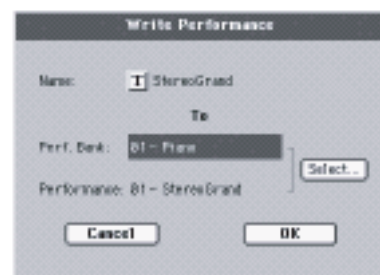 Write Performance
Name: T StereoGrand
To
Perf. Bank: 01 - Piano
Select...
Performance: 01 - StereoGrand
Cancel OK